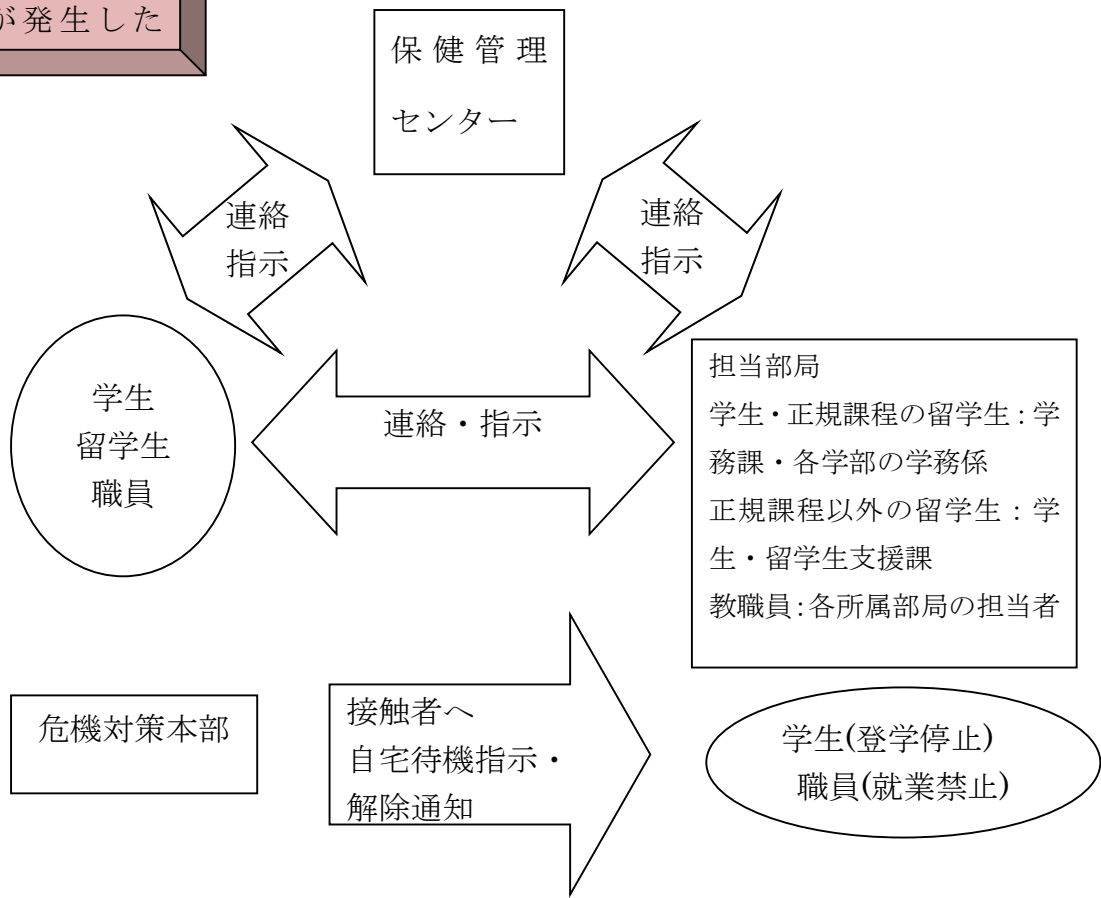 が発生した
保健管理
センター
連絡
指示
連絡
指示
学生
留学生
職員
連絡・指示
担当部局
学生・正規課程の留学生:学
務課・各学部の学務係
正規課程以外の留学生:学
生・留学生支援課
教職員:各所属部局の担当者
危機対策本部
接触者へ
自宅待機指示・
解除通知
学生(登学停止)
職員(就業禁止)